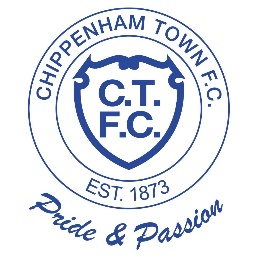 CHIPPENHAM TOWN F.C.
C.T.
F.C.
EST. 1873
Pride & Passion